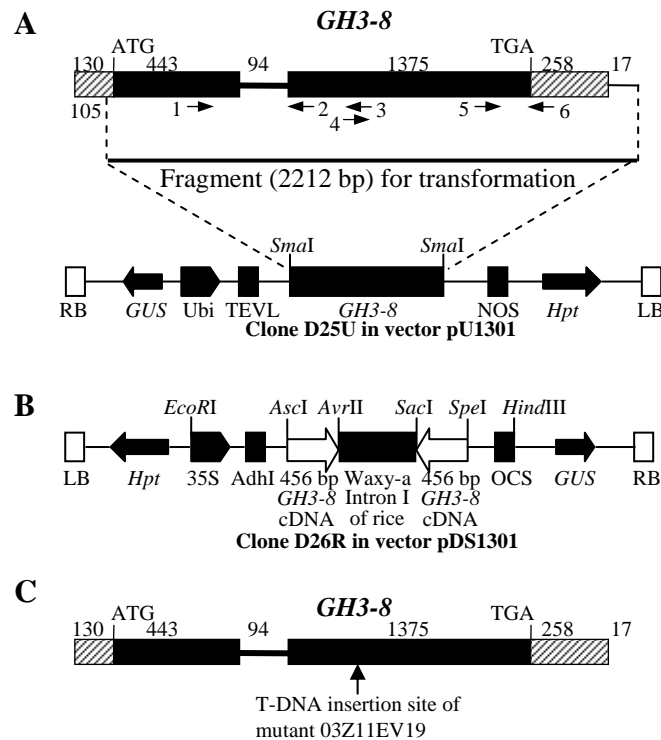 A
GH3-8
ATG
TGA
130 443 94 1375 258 17
105
1 2 3 5 6
4
Fragment (2212 bp) for transformation
SmaI SmaI
RB GUS Ubi TEVL GH3-8 NOS Hpt LB
Clone D25U in vector pU1301
B
EcoRI AscI AvrII SacI SpeI HindIII
LB Hpt 35S AdhI 456 bp Waxy-a 456 bp OCS GUS RB
GH3-8 Intron I GH3-8
cDNA of rice cDNA
Clone D26R in vector pDS1301
C
GH3-8
ATG
TGA
130 443 94 1375 258 17
T-DNA insertion site of
mutant 03Z11EV19